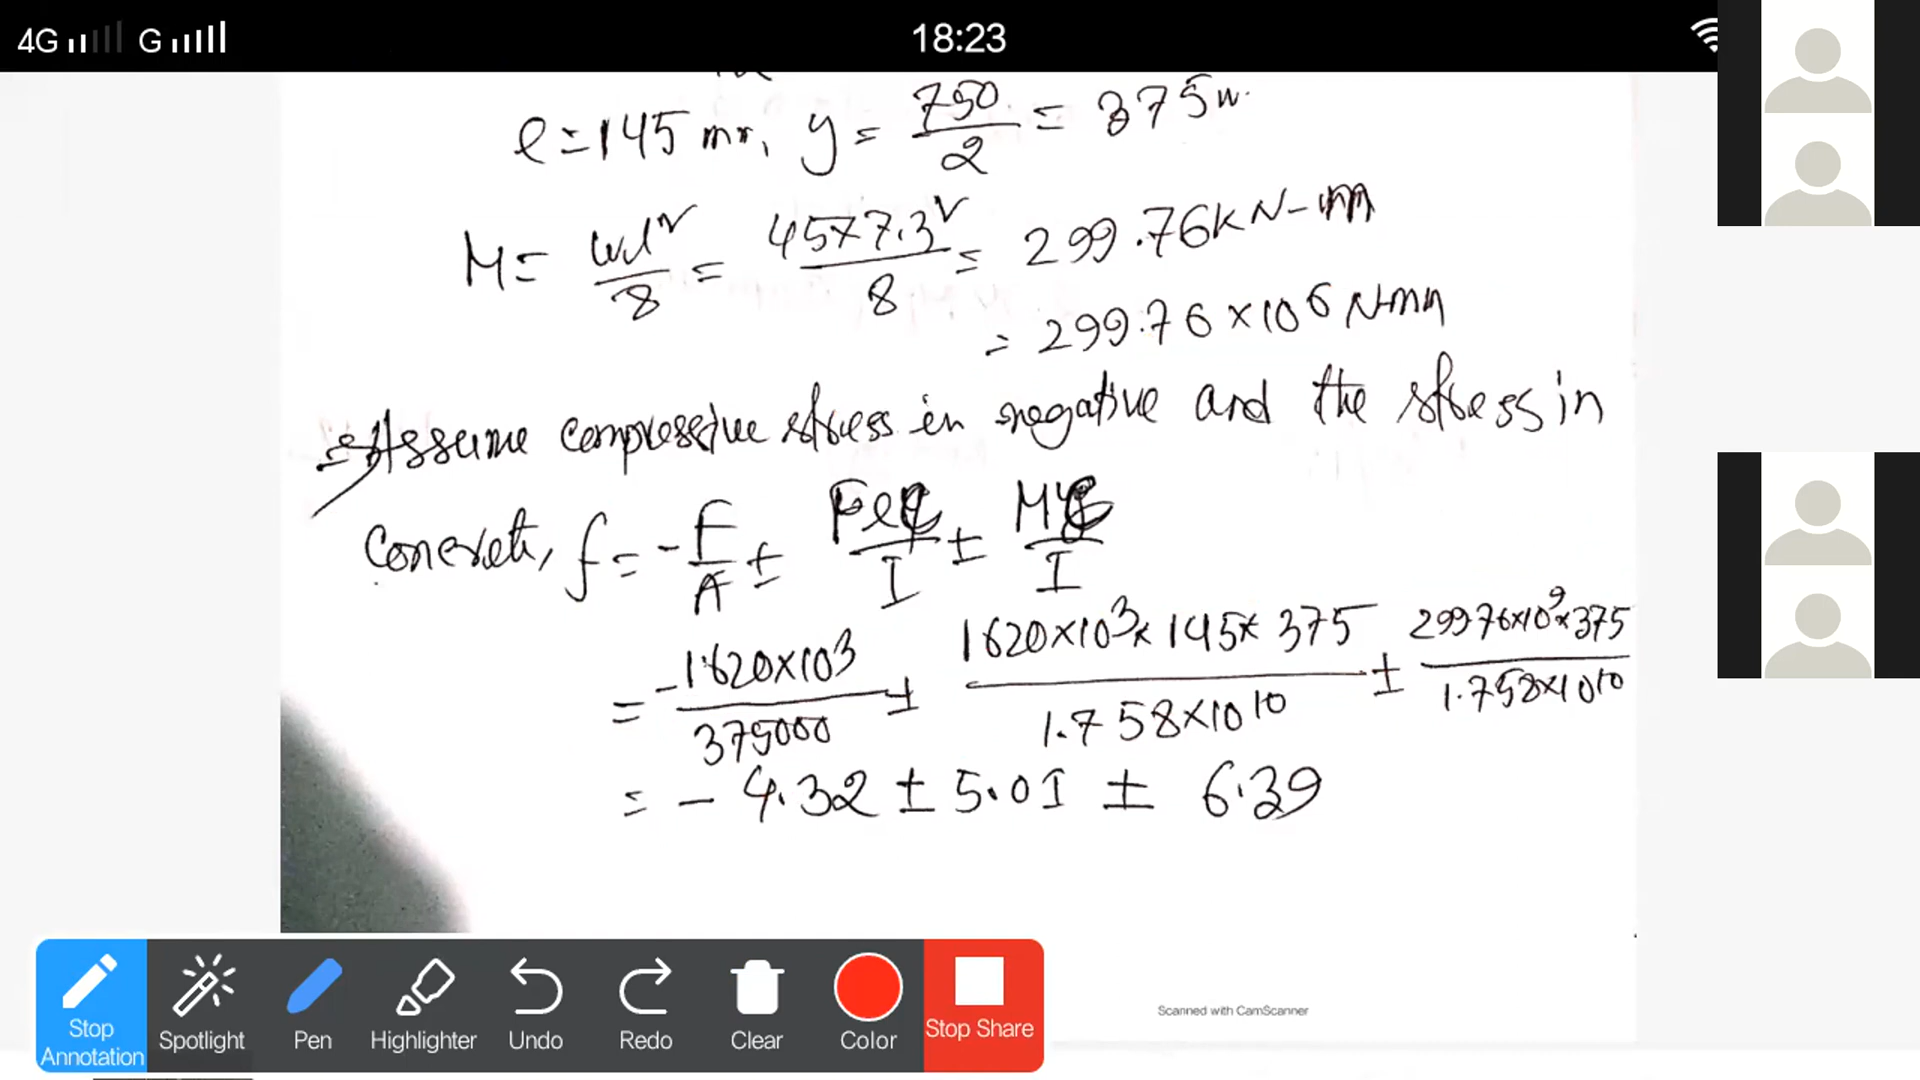 4G G 18:23
e = 145 mm, y = 750/2 = 375
M = wl²/8 = 45×7.3²/8 = 299.76 kN-m
= 299.76×10⁶ N-mm
⇒ Assume compressive stress in negative and the stress in
Concrete, f = - F/A ± Fe/I ± My/I
= -1620×10³/375000 ± 1620×10³×145×375/1.758×10¹⁰ ± 299.76×10⁹×375/1.758×10¹⁰
= - 4.32 ± 5.01 ± 6.39
Scanned with CamScanner
Stop Annotation Spotlight Pen Highlighter Undo Redo Clear Color Stop Share